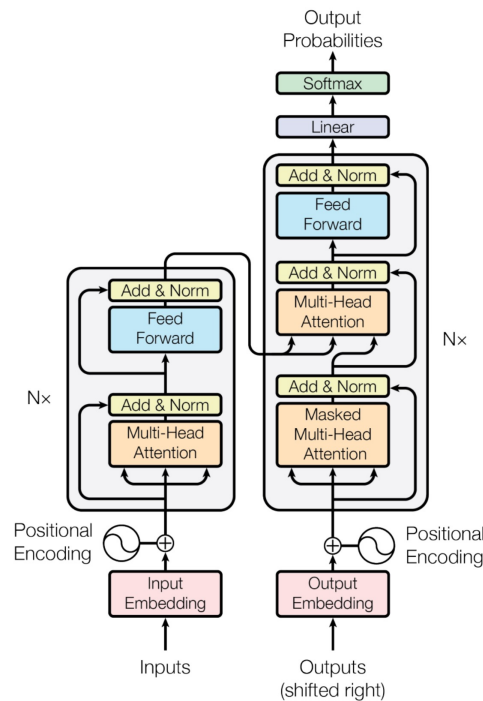 Output
Probabilities
Softmax
Linear
Add & Norm
Feed
Forward
Add & Norm
Multi-Head
Attention
Add & Norm
Masked
Multi-Head
Attention
N×
Add & Norm
Feed
Forward
Add & Norm
Multi-Head
Attention
N×
Positional
Encoding
Positional
Encoding
Input
Embedding
Output
Embedding
Inputs
Outputs
(shifted right)